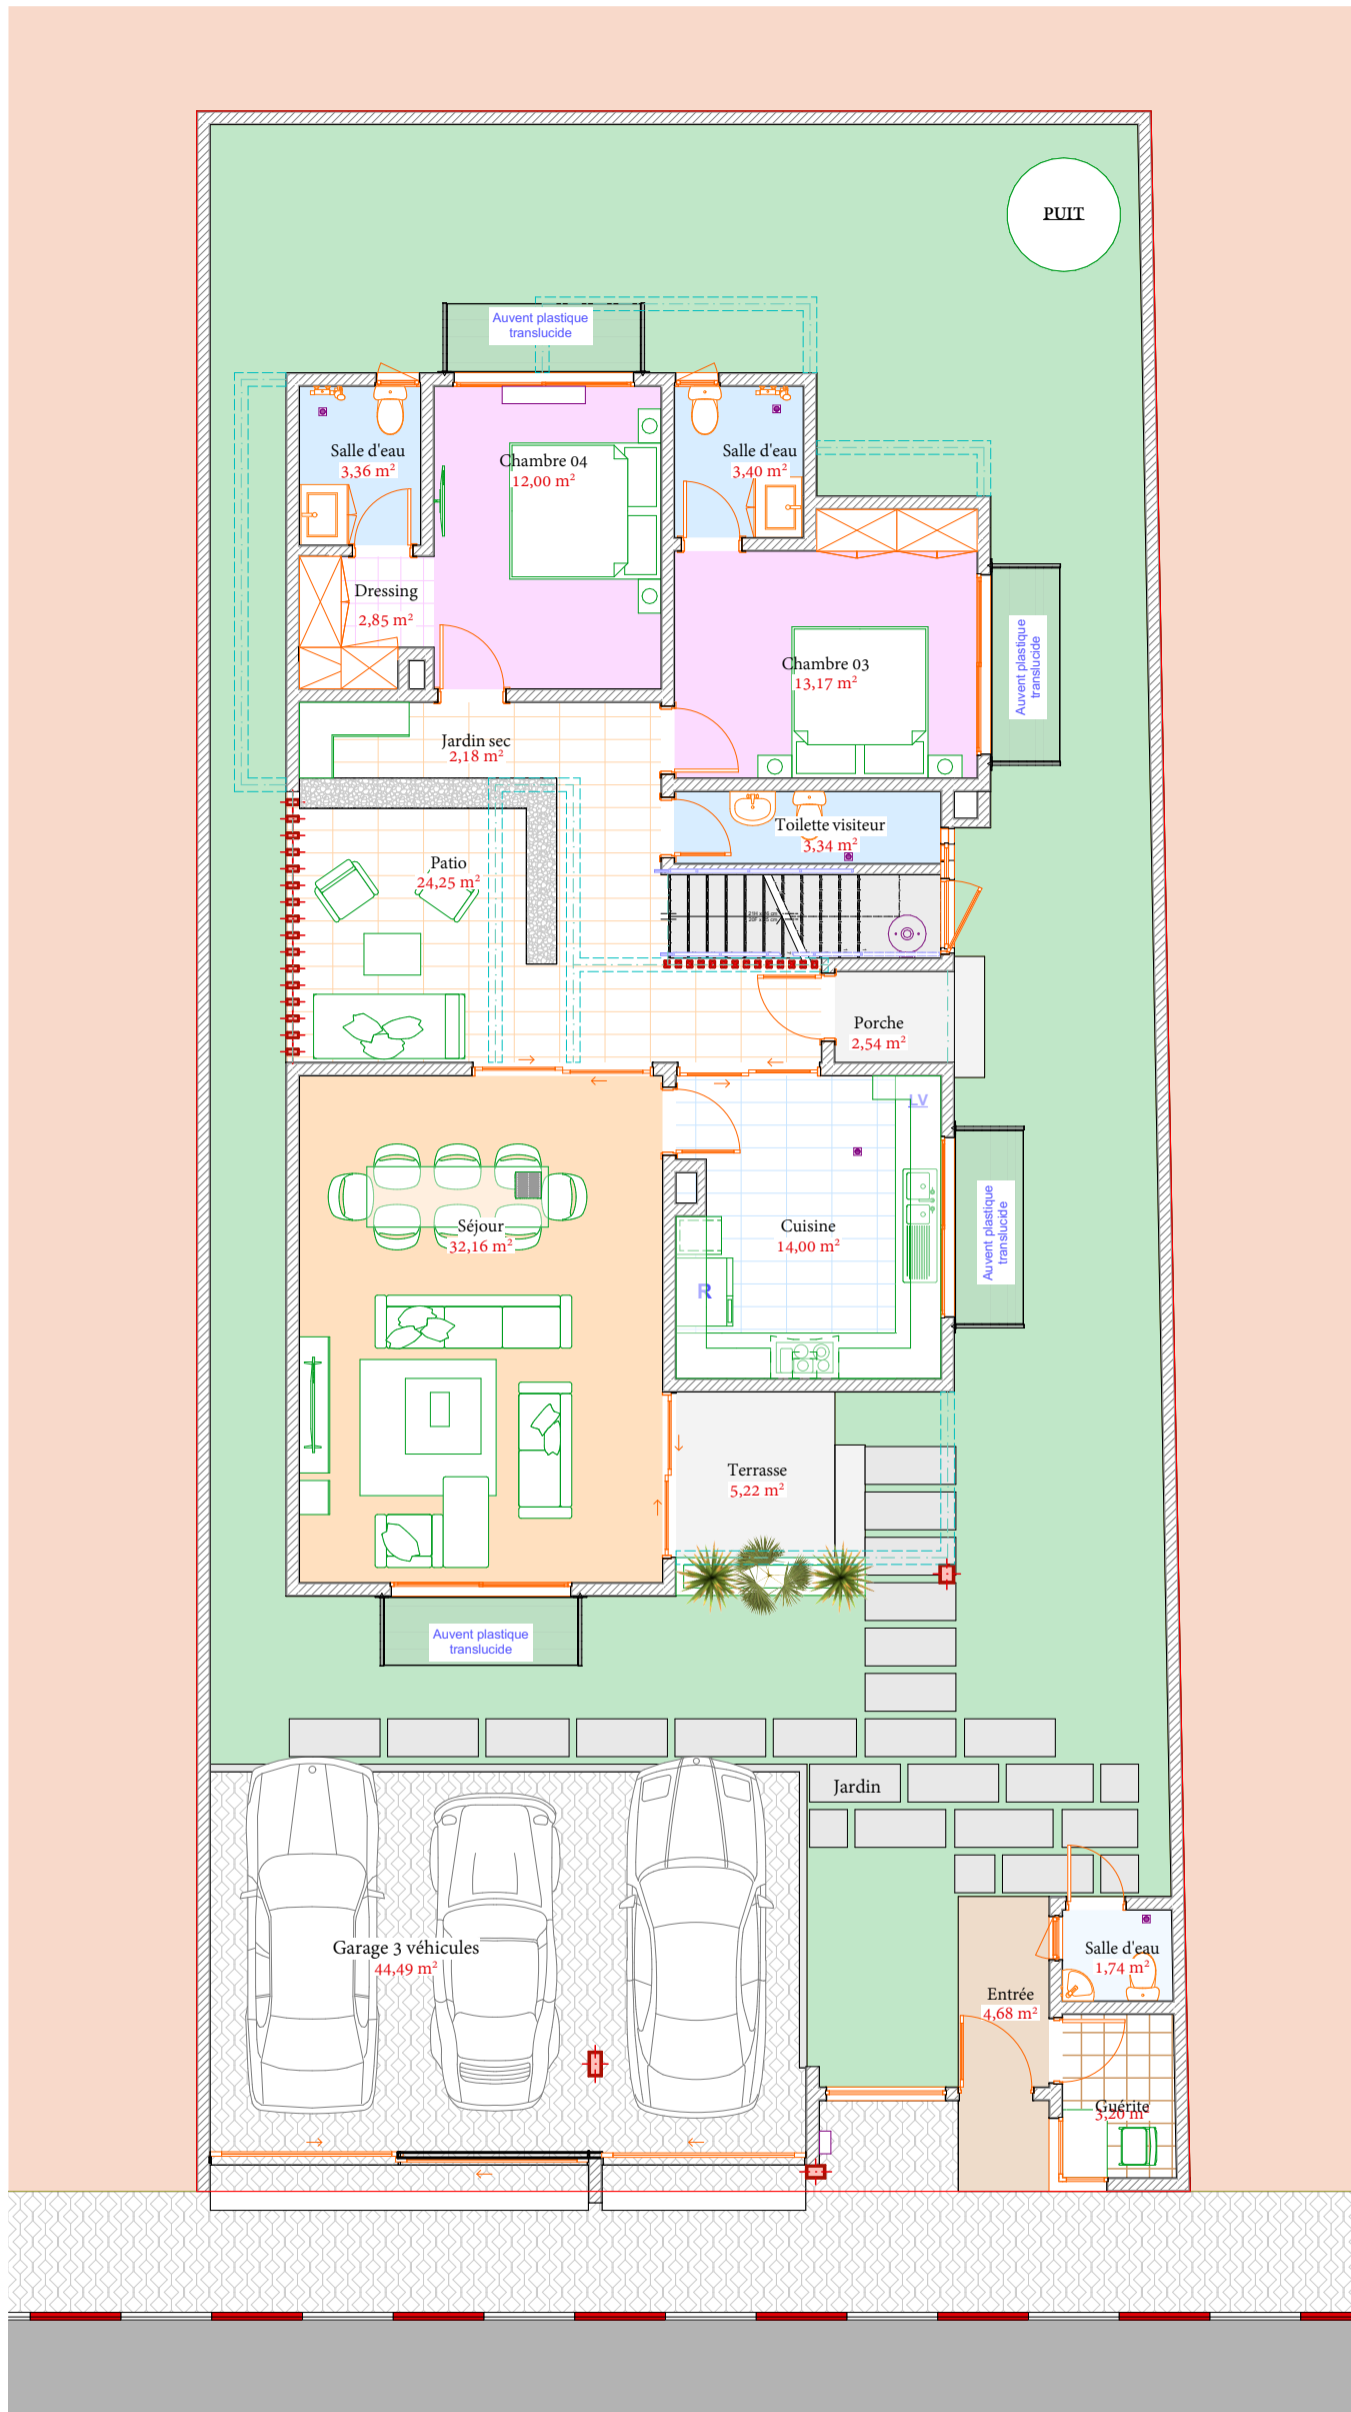 PUIT
Auvent plastique
translucide
Salle d'eau
3,36 m²
Chambre 04
12,00 m²
Salle d'eau
3,40 m²
Dressing
2,85 m²
Chambre 03
13,17 m²
Auvent plastique
translucide
Jardin sec
2,18 m²
Toilette visiteur
3,34 m²
Patio
24,25 m²
Porche
2,54 m²
LV
Auvent plastique
translucide
Séjour
32,16 m²
Cuisine
14,00 m²
R
Terrasse
5,22 m²
Auvent plastique
translucide
Jardin
Garage 3 véhicules
44,49 m²
Salle d'eau
1,74 m²
Entrée
4,68 m²
Guérite
3,20 m²